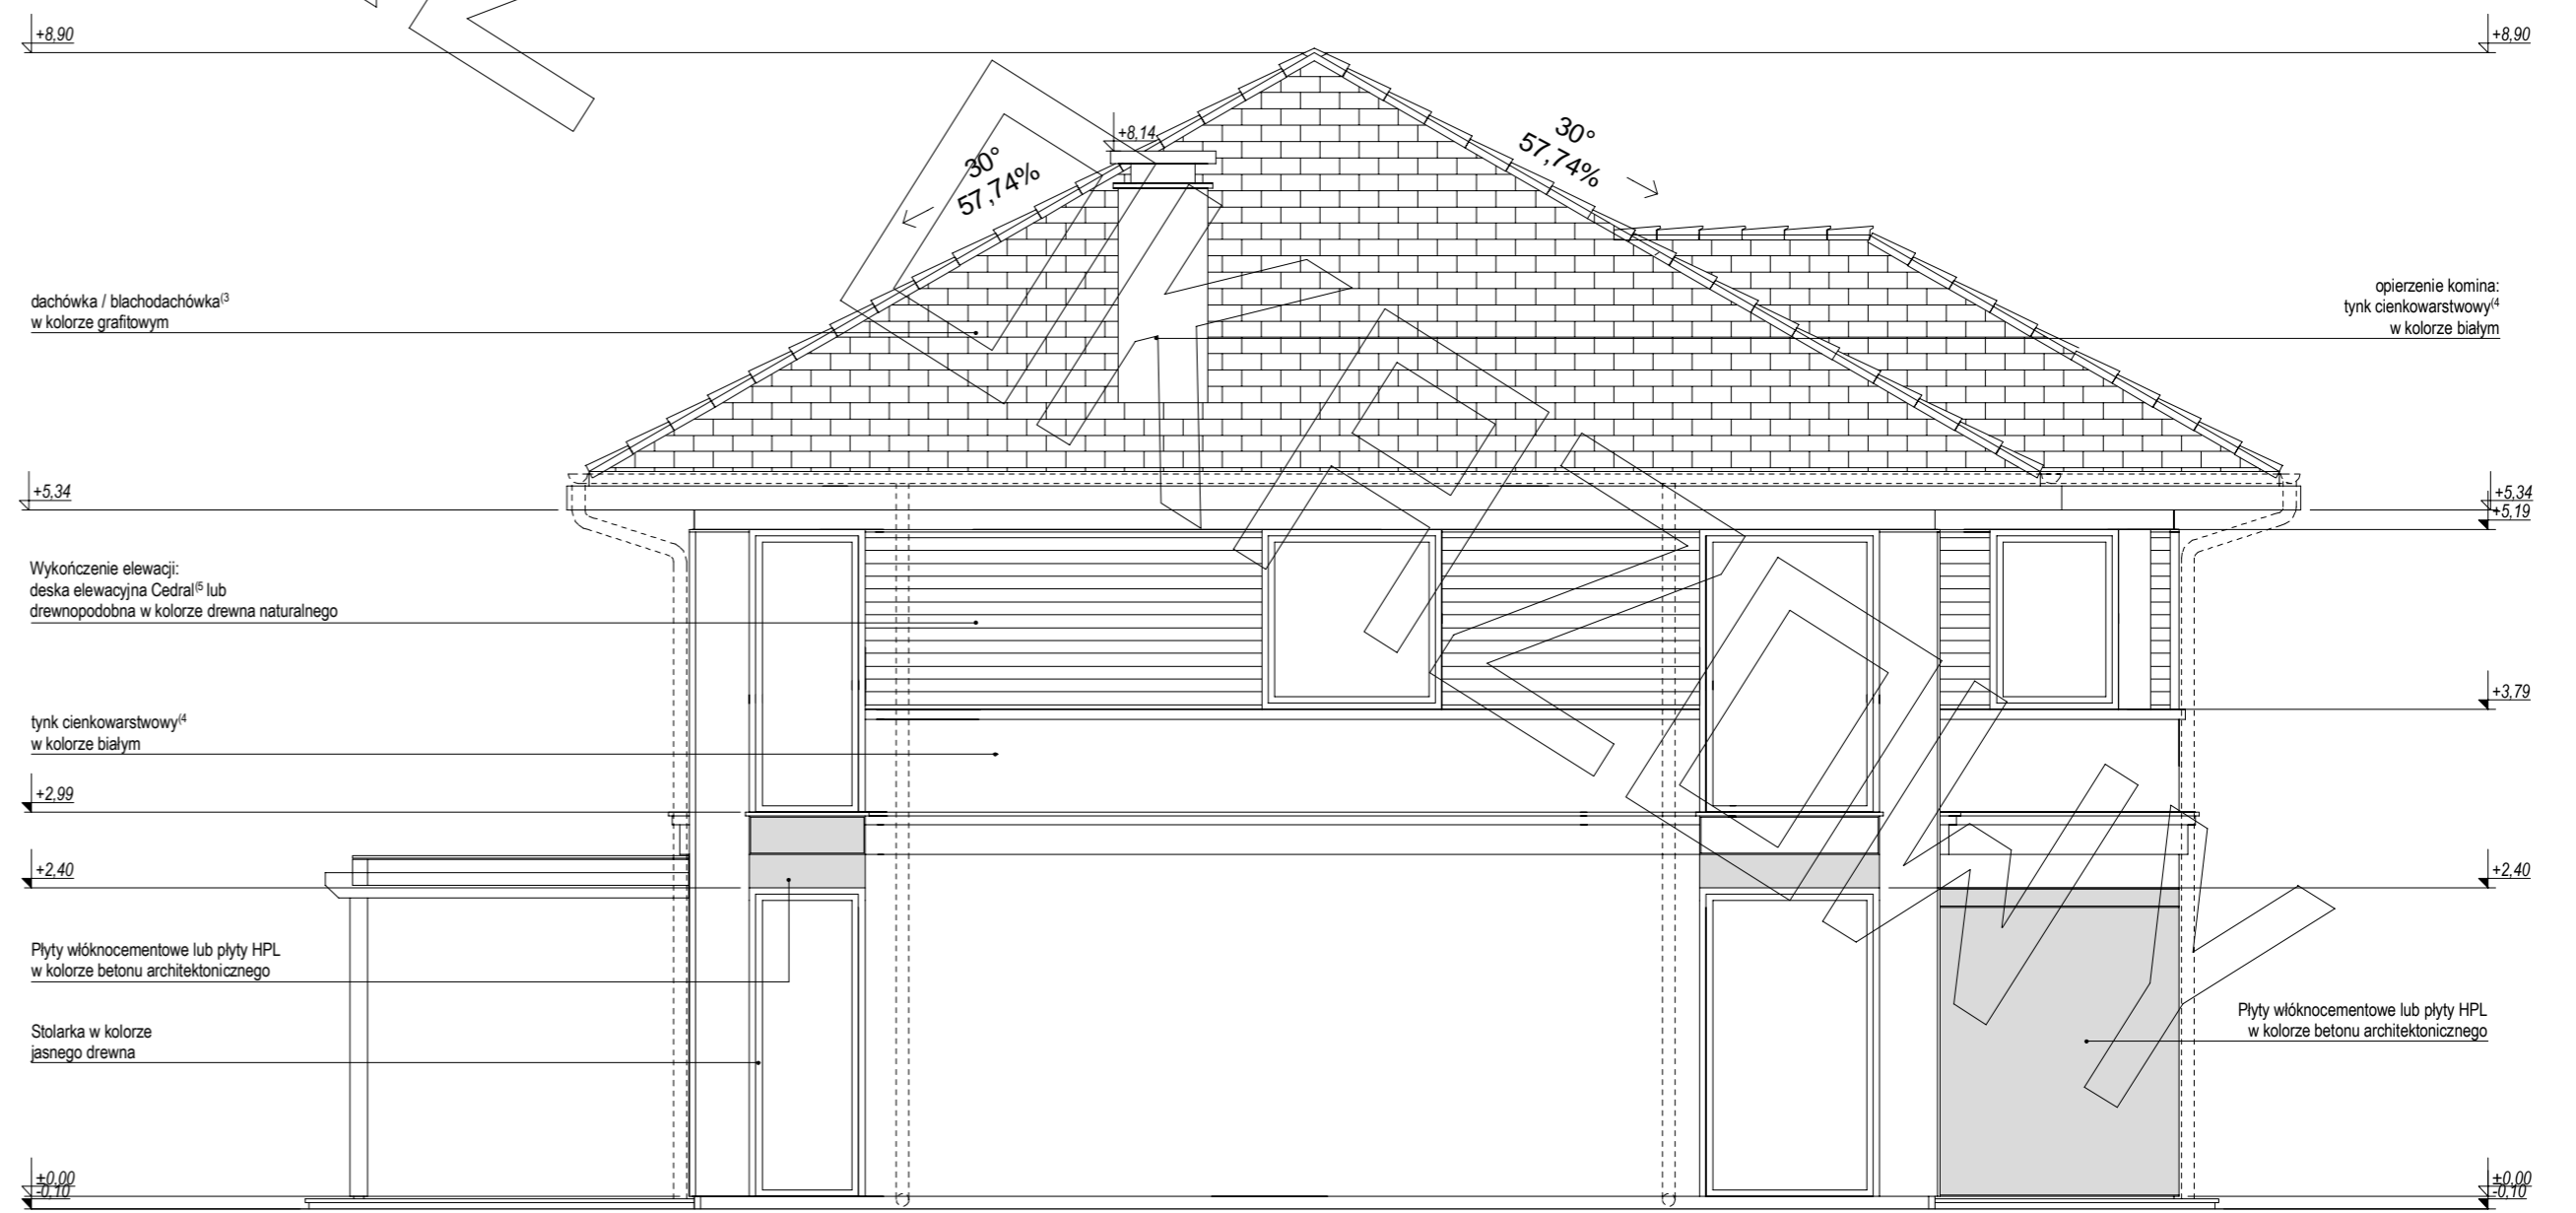 +8,90
+8,90
+8,14
30°
57,74%
30°
57,74%
dachówka / blachodachówka(3
w kolorze grafitowym
opierzenie komina:
tynk cienkowarstwowy(4
w kolorze białym
+5,34
+5,34
+5,19
Wykończenie elewacji:
deska elewacyjna Cedral(5 lub
drewnopodobna w kolorze drewna naturalnego
+3,79
tynk cienkowarstwowy(4
w kolorze białym
+2,99
+2,40
+2,40
Płyty włóknocementowe lub płyty HPL
w kolorze betonu architektonicznego
Płyty włóknocementowe lub płyty HPL
w kolorze betonu architektonicznego
Stolarka w kolorze
jasnego drewna
±0,00
-0,10
±0,00
-0,10